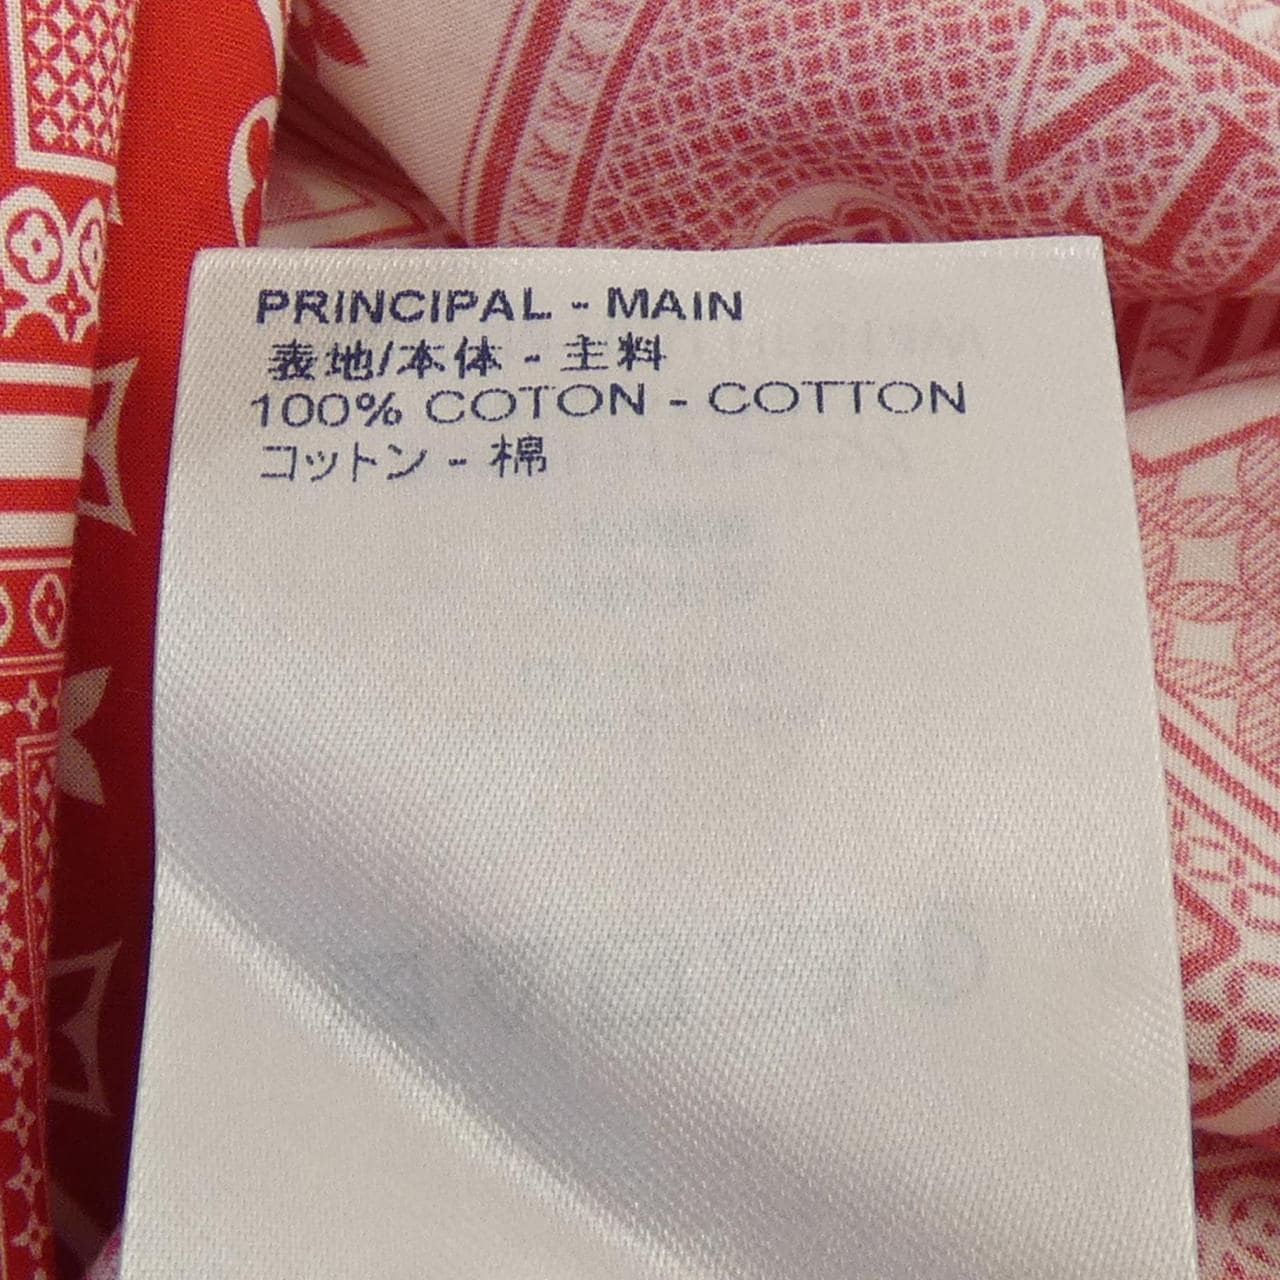 PRINCIPAL - MAIN
表地/本体 - 主料
100% COTON - COTTON
コットン - 棉